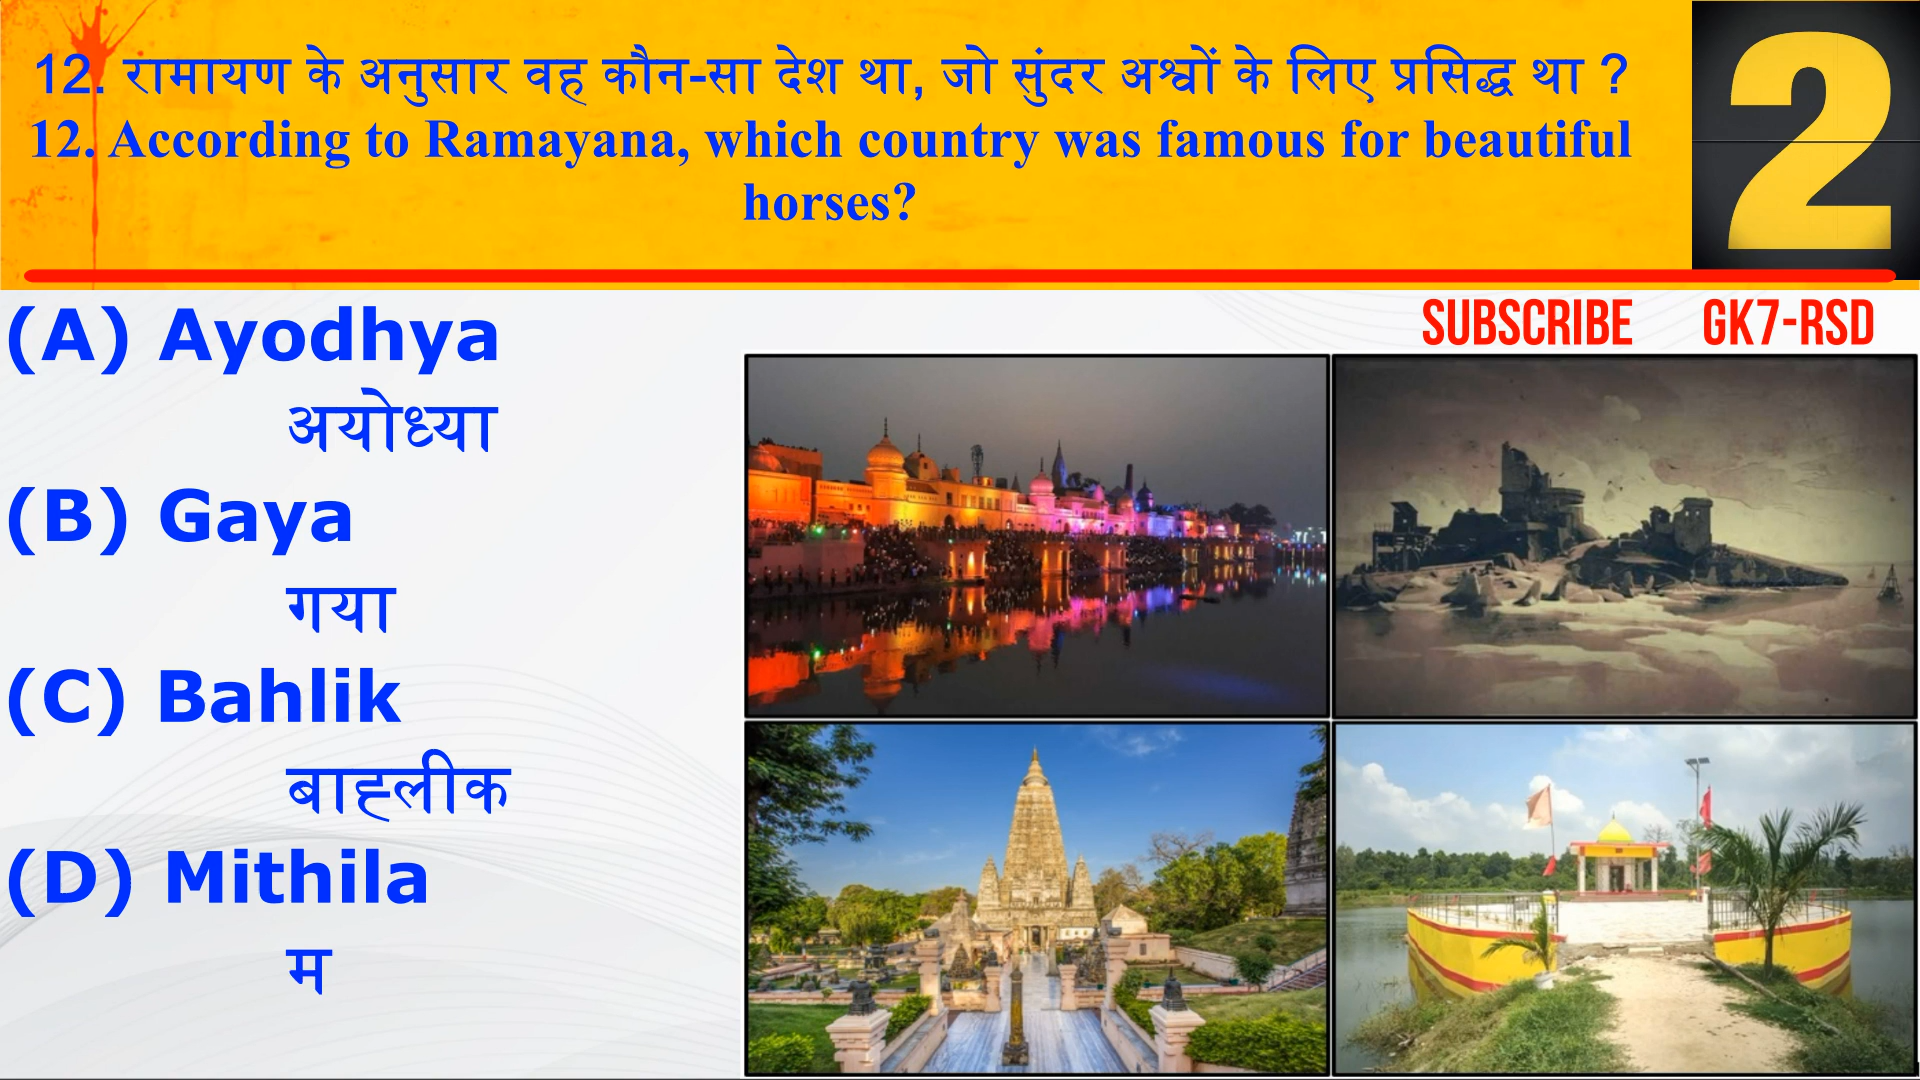 12. रामायण के अनुसार वह कौन-सा देश था, जो सुंदर अश्वों के लिए प्रसिद्ध था ?
12. According to Ramayana, which country was famous for beautiful
horses?
2
SUBSCRIBE GK7-RSD
(A) Ayodhya
अयोध्या
(B) Gaya
गया
(C) Bahlik
बाह्लीक
(D) Mithila
म